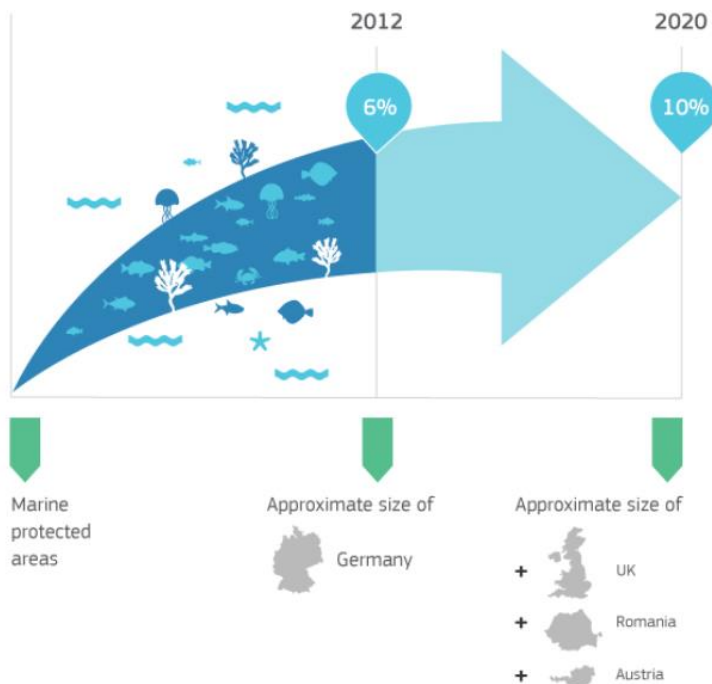 2012
2020
6%
10%
Marine
protected
areas
Approximate size of
Germany
Approximate size of
+ UK
+ Romania
+ Austria